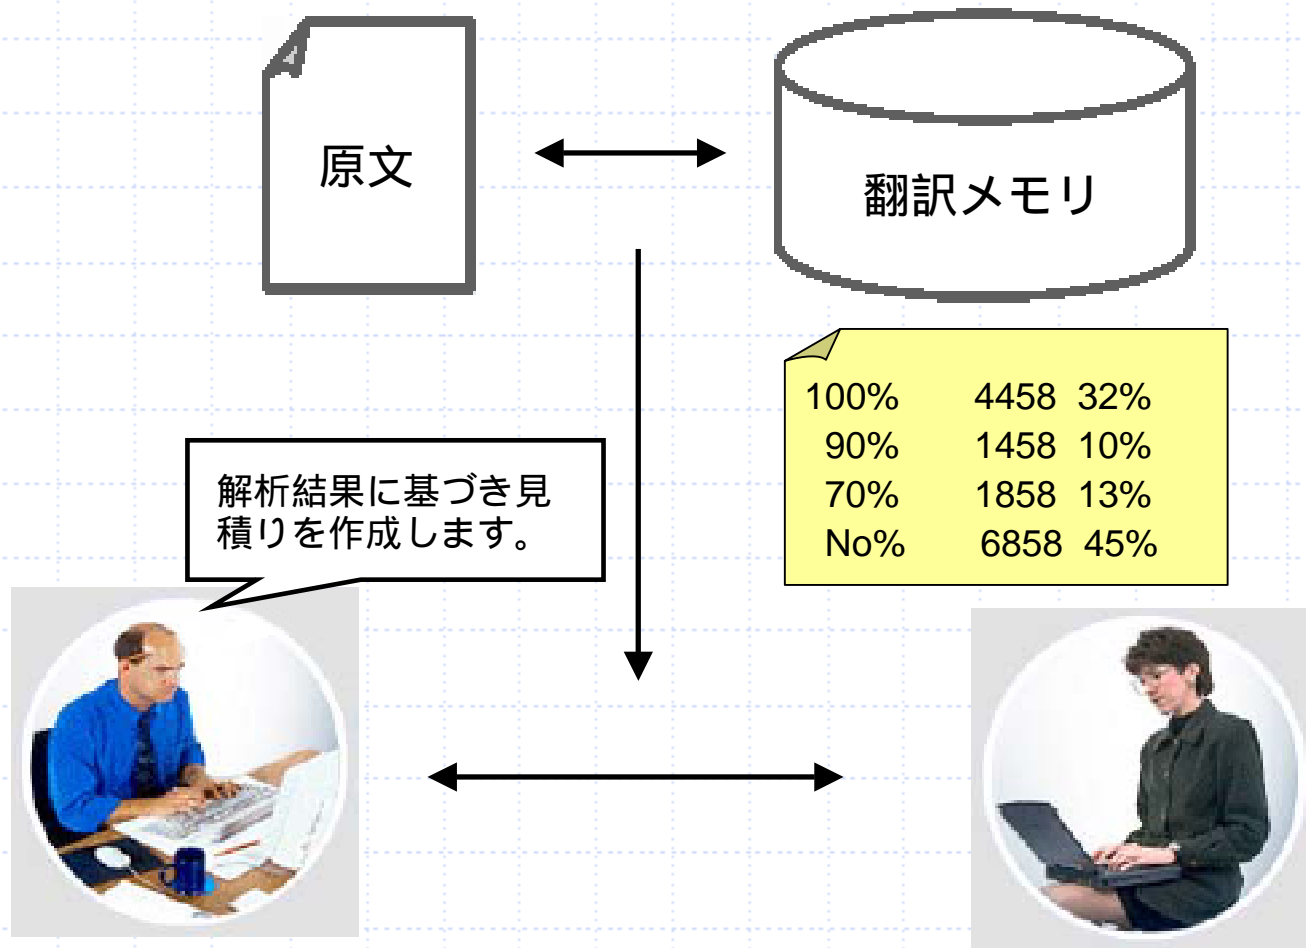 原文
翻訳メモリ
100% 4458 32%
90% 1458 10%
70% 1858 13%
No% 6858 45%
解析結果に基づき見
積りを作成します。